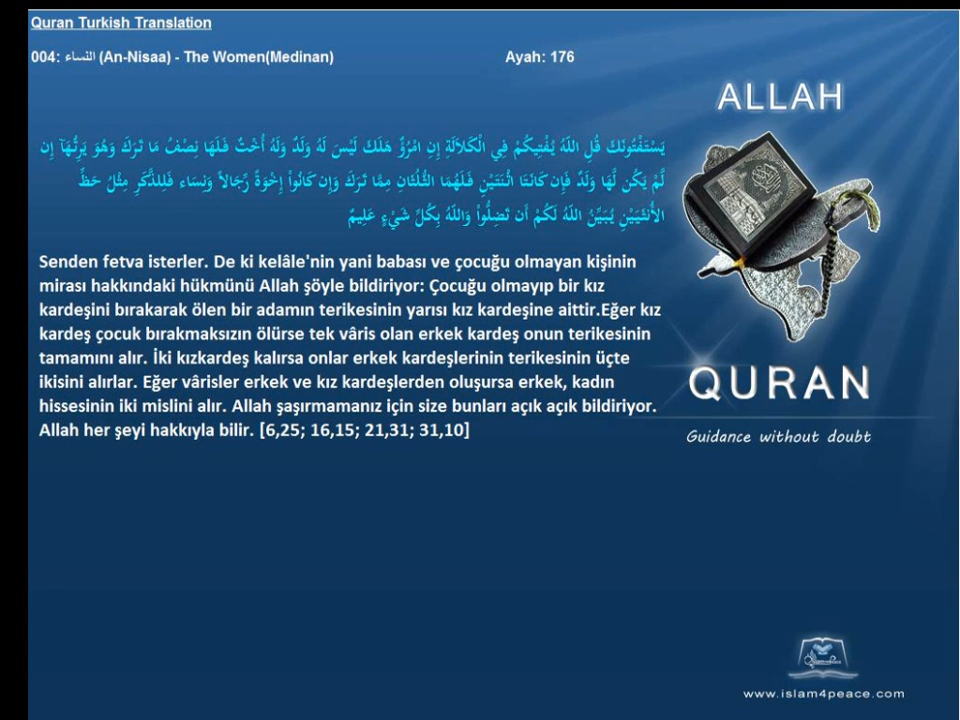 Quran Turkish Translation
004: النساء (An-Nisaa) - The Women(Medinan) Ayah: 176
ALLAH
يَسْتَفْتُونَكَ قُلِ اللّهُ يُفْتِيكُمْ فِي الْكَلاَلَةِ إِنِ امْرُؤٌ هَلَكَ لَيْسَ لَهُ وَلَدٌ وَلَهُ أُخْتٌ فَلَهَا نِصْفُ مَا تَرَكَ وَهُوَ يَرِثُهَآ إِن
لَّمْ يَكُن لَّهَا وَلَدٌ فَإِن كَانَتَا اثْنَتَيْنِ فَلَهُمَا الثُّلُثَانِ مِمَّا تَرَكَ وَإِن كَانُواْ إِخْوَةً رِّجَالاً وَنِسَاء فَلِلذَّكَرِ مِثْلُ حَظِّ
الأُنثَيَيْنِ يُبَيِّنُ اللّهُ لَكُمْ أَن تَضِلُّواْ وَاللّهُ بِكُلِّ شَيْءٍ عَلِيمٌ
Senden fetva isterler. De ki kelâle'nin yani babası ve çocuğu olmayan kişinin
mirası hakkındaki hükmünü Allah şöyle bildiriyor: Çocuğu olmayıp bir kız
kardeşini bırakarak ölen bir adamın terikesinin yarısı kız kardeşine aittir.Eğer kız
kardeş çocuk bırakmaksızın ölürse tek vâris olan erkek kardeş onun terikesinin
tamamını alır. İki kızkardeş kalırsa onlar erkek kardeşlerinin terikesinin üçte
ikisini alırlar. Eğer vârisler erkek ve kız kardeşlerden oluşursa erkek, kadın
hissesinin iki mislini alır. Allah şaşırmamanız için size bunları açık açık bildiriyor.
Allah her şeyi hakkıyla bilir. [6,25; 16,15; 21,31; 31,10]
QURAN
Guidance without doubt
www.islam4peace.com